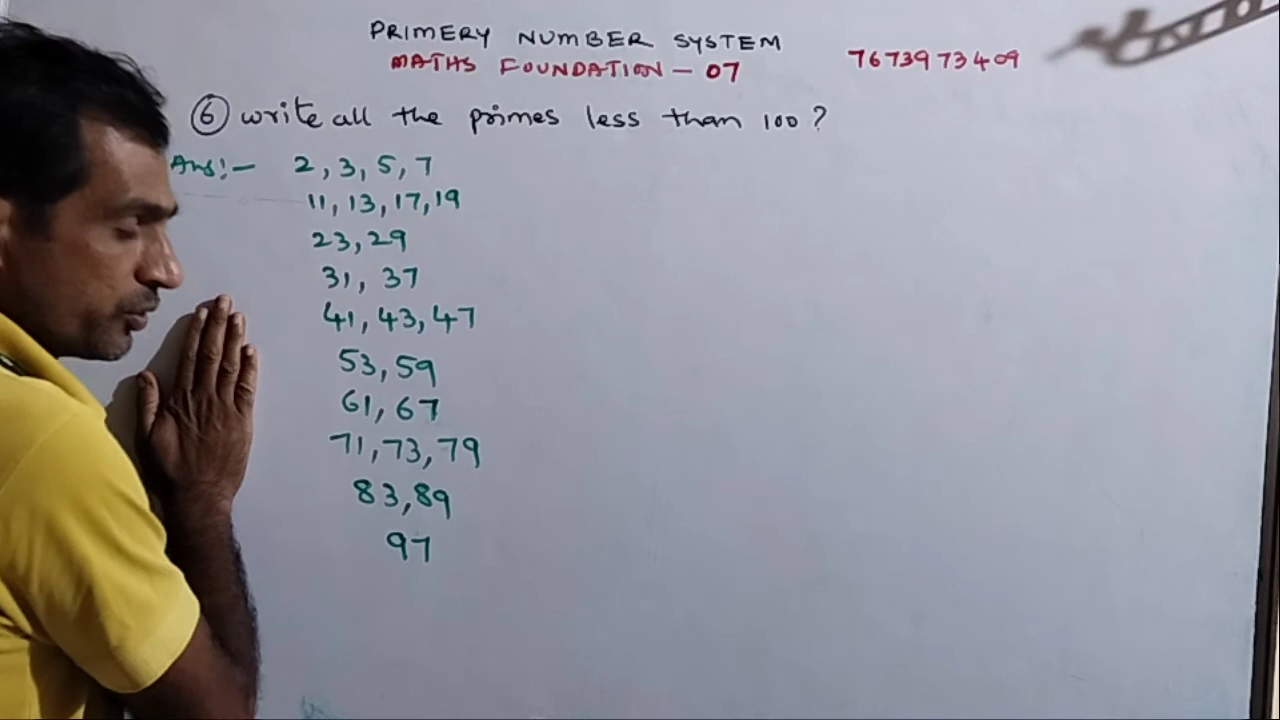 PRIMERY NUMBER SYSTEM
MATHS FOUNDATION - 07 7673973409
⑥ write all the primes less than 100 ?
Ans:- 2, 3, 5, 7
11, 13, 17, 19
23, 29
31, 37
41, 43, 47
53, 59
61, 67
71, 73, 79
83, 89
97